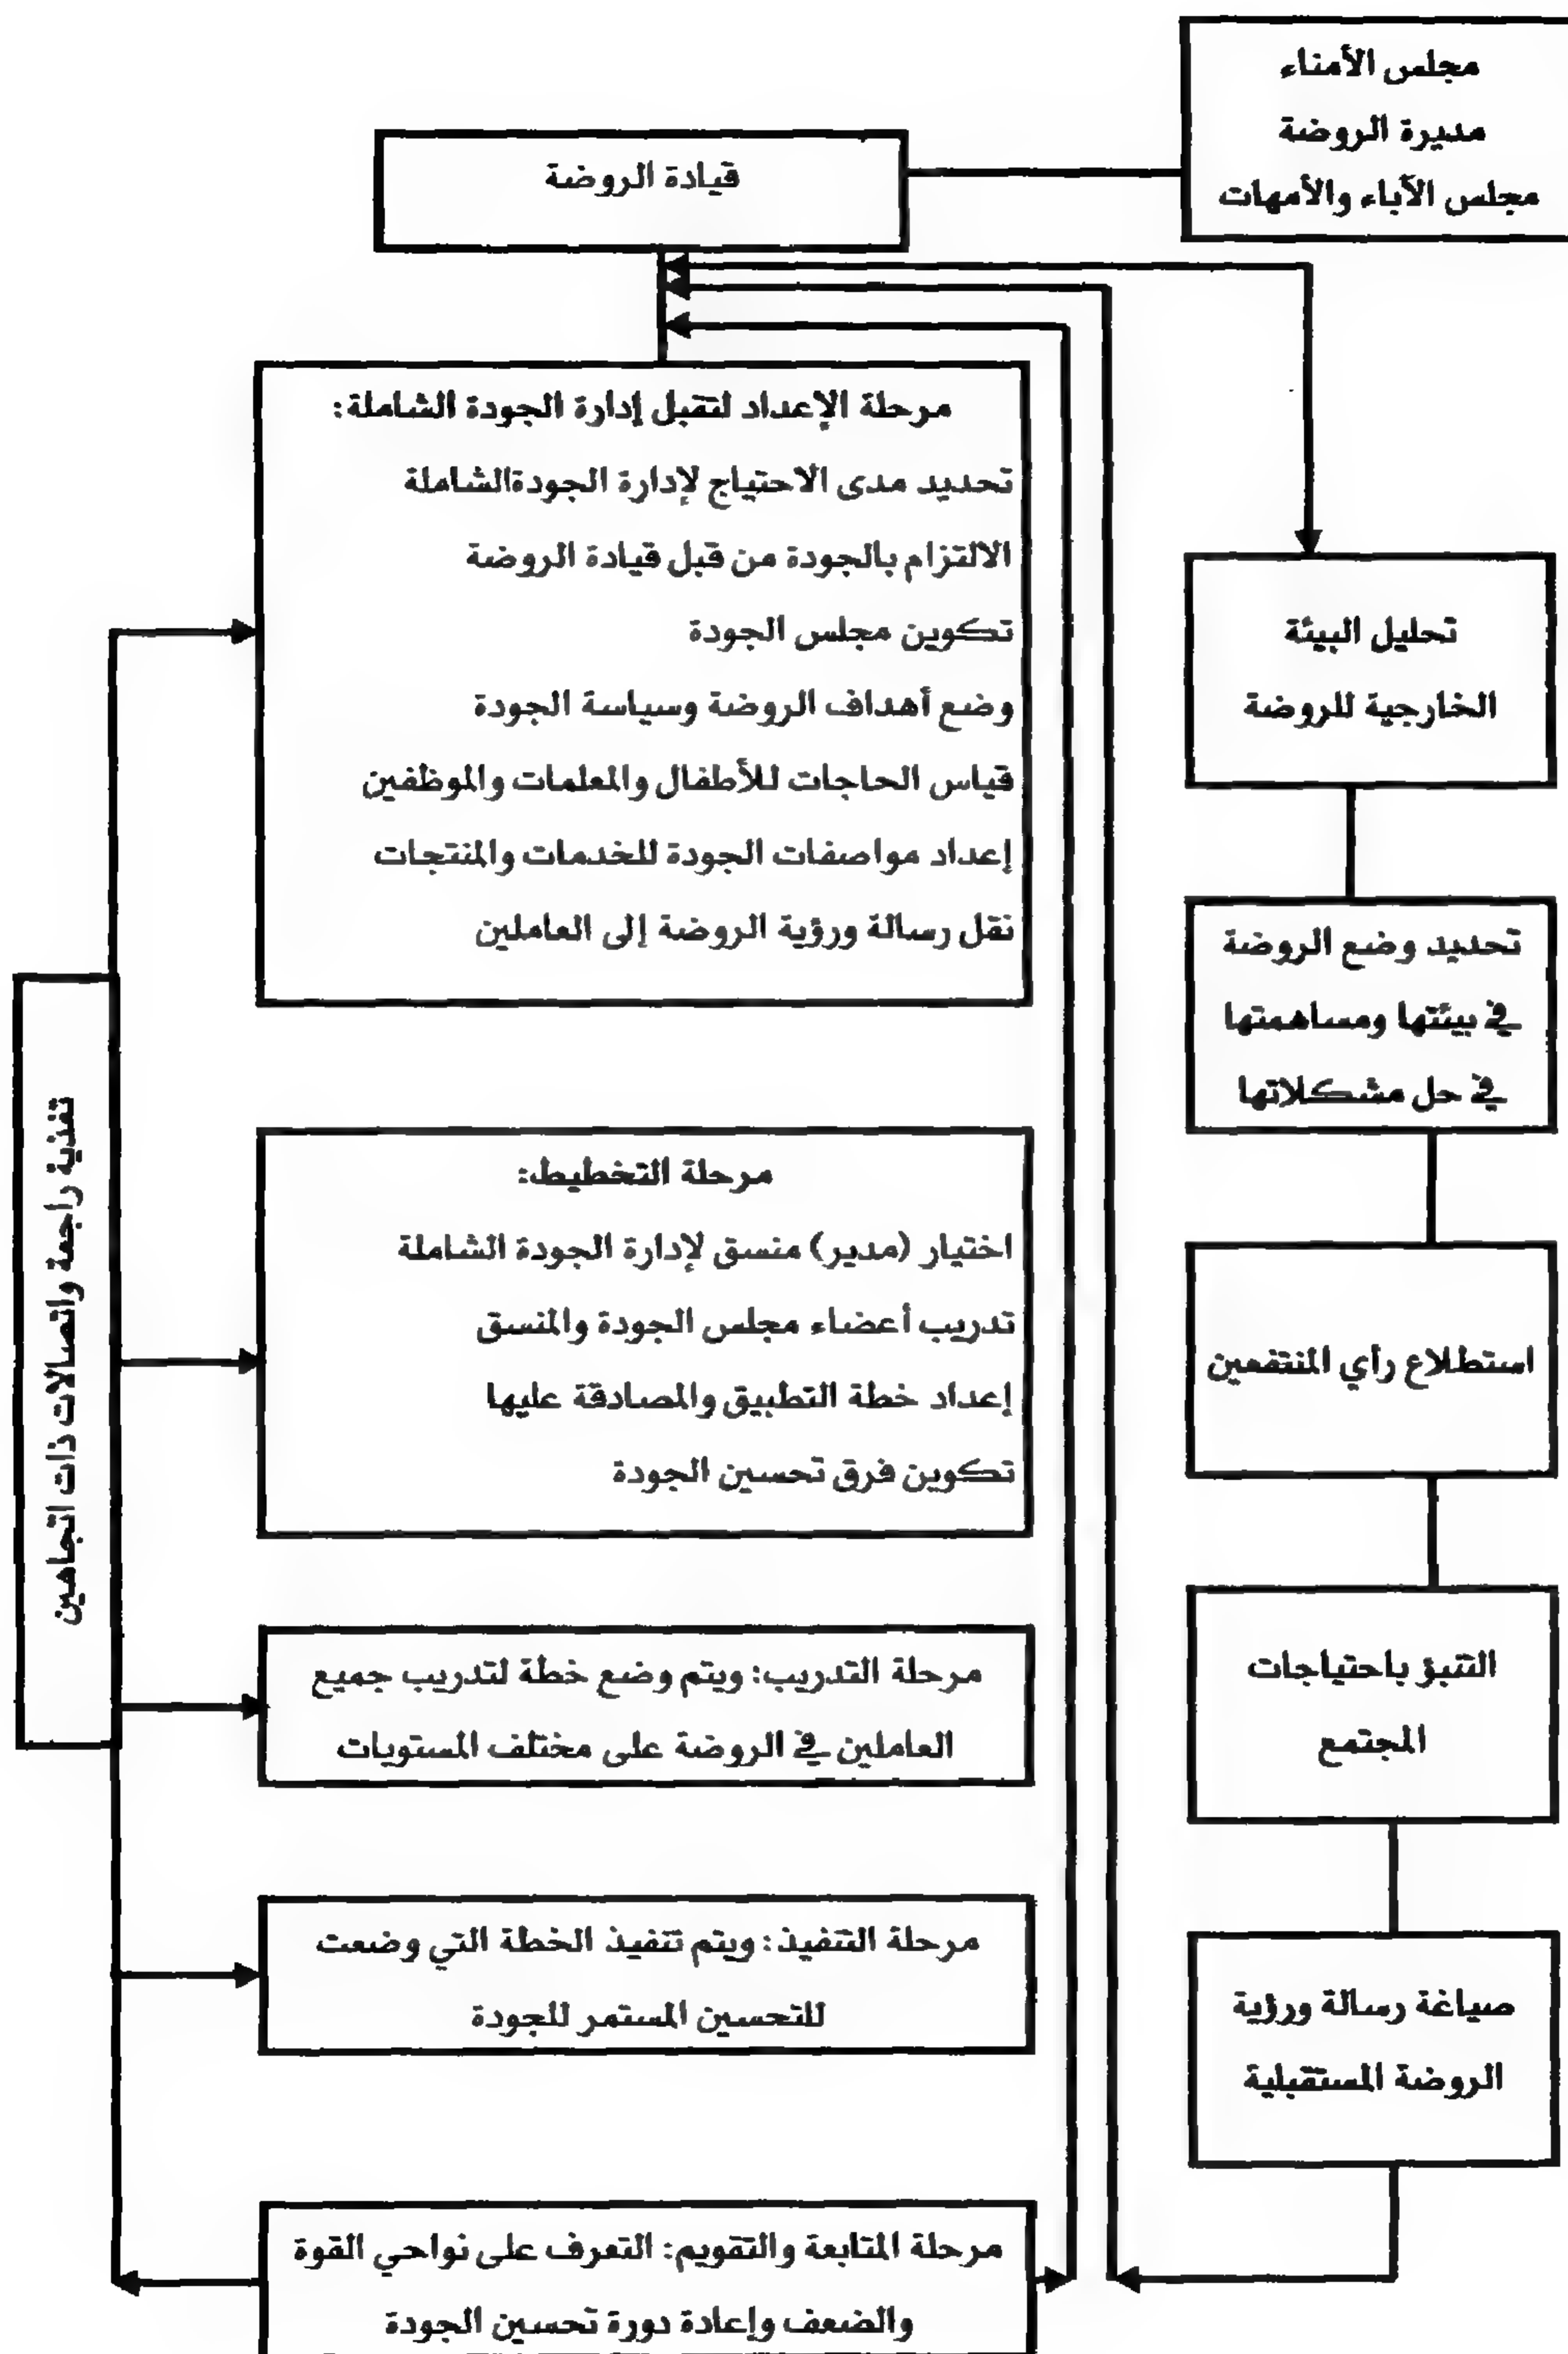 مجلس الأمناء
مديرة الروضة
مجلس الآباء والأمهات
قيادة الروضة
مرحلة الإعداد لتقبل إدارة الجودة الشاملة:
تحديد مدى الاحتياج لإدارة الجودةالشاملة
الالتزام بالجودة من قبل قيادة الروضة
تكوين مجلس الجودة
وضع أهداف الروضة وسياسة الجودة
قياس الحاجات للأطفال والمعلمات والموظفين
إعداد مواصفات الجودة للخدمات والمنتجات
نقل رسالة ورؤية الروضة إلى العاملين
مرحلة التخطيط:
اختيار (مدير) منسق لإدارة الجودة الشاملة
تدريب أعضاء مجلس الجودة والمنسق
إعداد خطة التطبيق والمصادقة عليها
تكوين فرق تحسين الجودة
مرحلة التدريب: ويتم وضع خطة لتدريب جميع
العاملين في الروضة على مختلف المستويات
مرحلة التنفيذ: ويتم تنفيذ الخطة التي وضعت
للتحسين المستمر للجودة
مرحلة المتابعة والتقويم: التعرف على نواحي القوة
والضعف وإعادة دورة تحسين الجودة
تحليل البيئة
الخارجية للروضة
تحديد وضع الروضة
في بيئتها ومساهمتها
في حل مشكلاتها
استطلاع رأي المنتفعين
التنبؤ باحتياجات
المجتمع
صياغة رسالة ورؤية
الروضة المستقبلية
تغذية راجعة واتصالات ذات اتجاهين